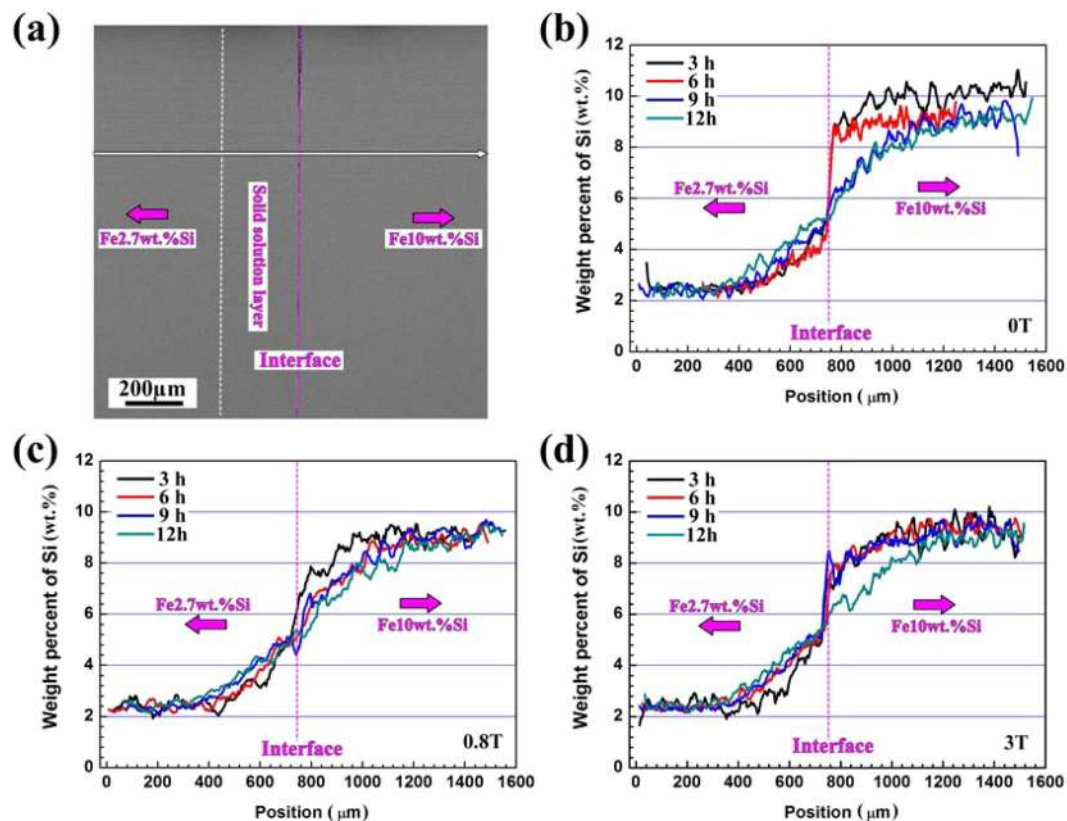 (a)
Fe2.7wt.%Si
Solid solution layer
Fe10wt.%Si
Interface
200μm
(b)
Weight percent of Si (wt.%)
12
10
8
6
4
2
0
3 h
6 h
9 h
12h
Fe2.7wt.%Si
Fe10wt.%Si
Interface
0T
0 200 400 600 800 1000 1200 1400 1600
Position ( μm)
(c)
Weight percent of Si (wt.%)
12
10
8
6
4
2
0
3 h
6 h
9 h
12h
Fe2.7wt.%Si
Fe10wt.%Si
Interface
0.8T
0 200 400 600 800 1000 1200 1400 1600
Position ( μm)
(d)
Weight percent of Si (wt.%)
12
10
8
6
4
2
0
3 h
6 h
9 h
12h
Fe2.7wt.%Si
Fe10wt.%Si
Interface
3T
0 200 400 600 800 1000 1200 1400 1600
Position ( μm)